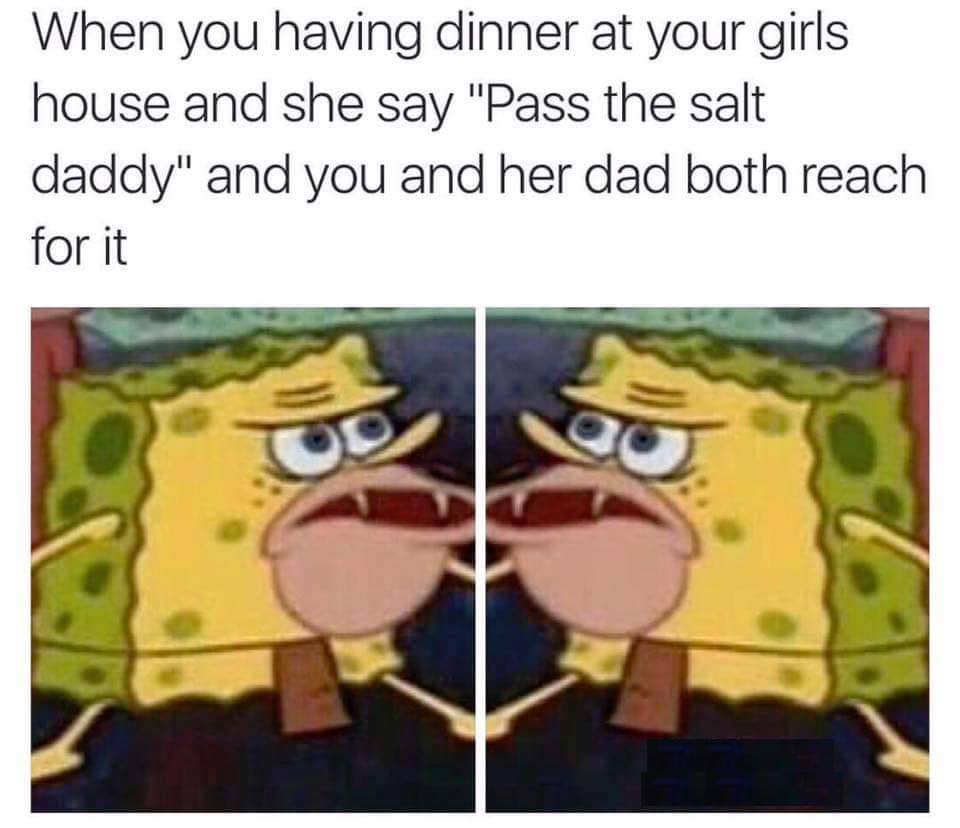 When you having dinner at your girls
house and she say "Pass the salt
daddy" and you and her dad both reach
for it